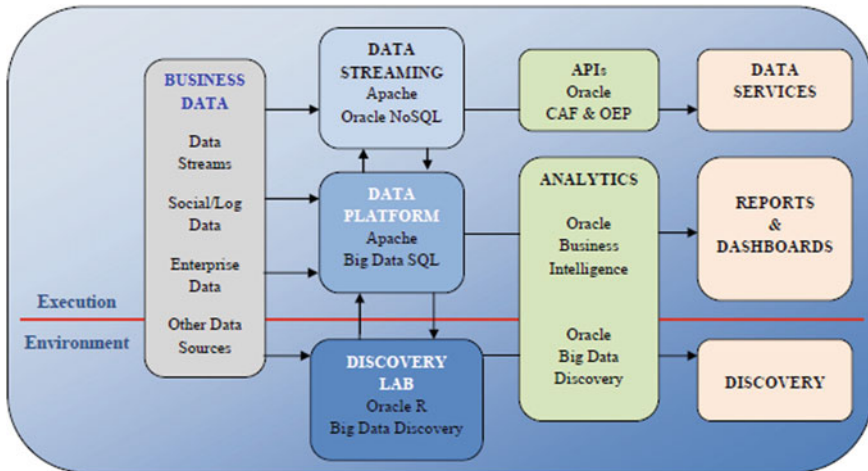 BUSINESS
DATA
Data
Streams
Social/Log
Data
Enterprise
Data
Other Data
Sources
Execution
Environment
DATA
STREAMING
Apache
Oracle NoSQL
DATA
PLATFORM
Apache
Big Data SQL
DISCOVERY
LAB
Oracle R
Big Data Discovery
APIs
Oracle
CAF & OEP
ANALYTICS
Oracle
Business
Intelligence
Oracle
Big Data
Discovery
DATA
SERVICES
REPORTS
&
DASHBOARDS
DISCOVERY